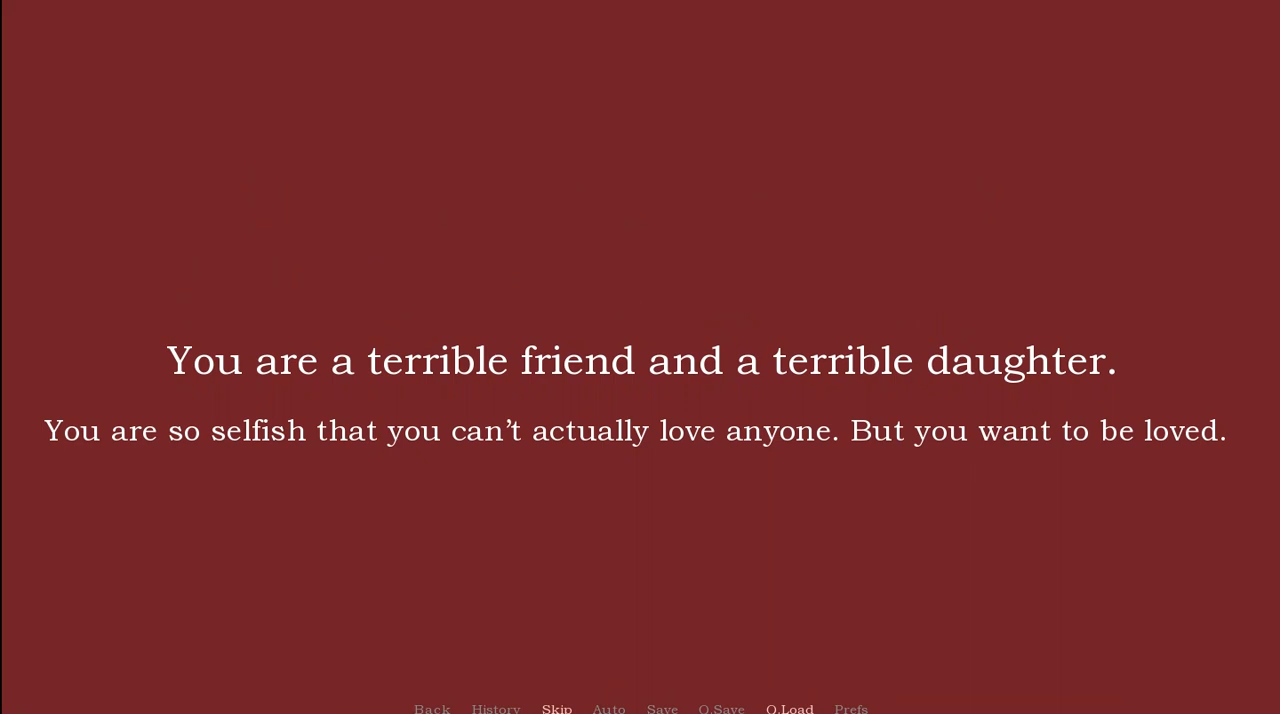 You are a terrible friend and a terrible daughter.
You are so selfish that you can’t actually love anyone. But you want to be loved.
Back History Skip Auto Save Q.Save Q.Load Prefs